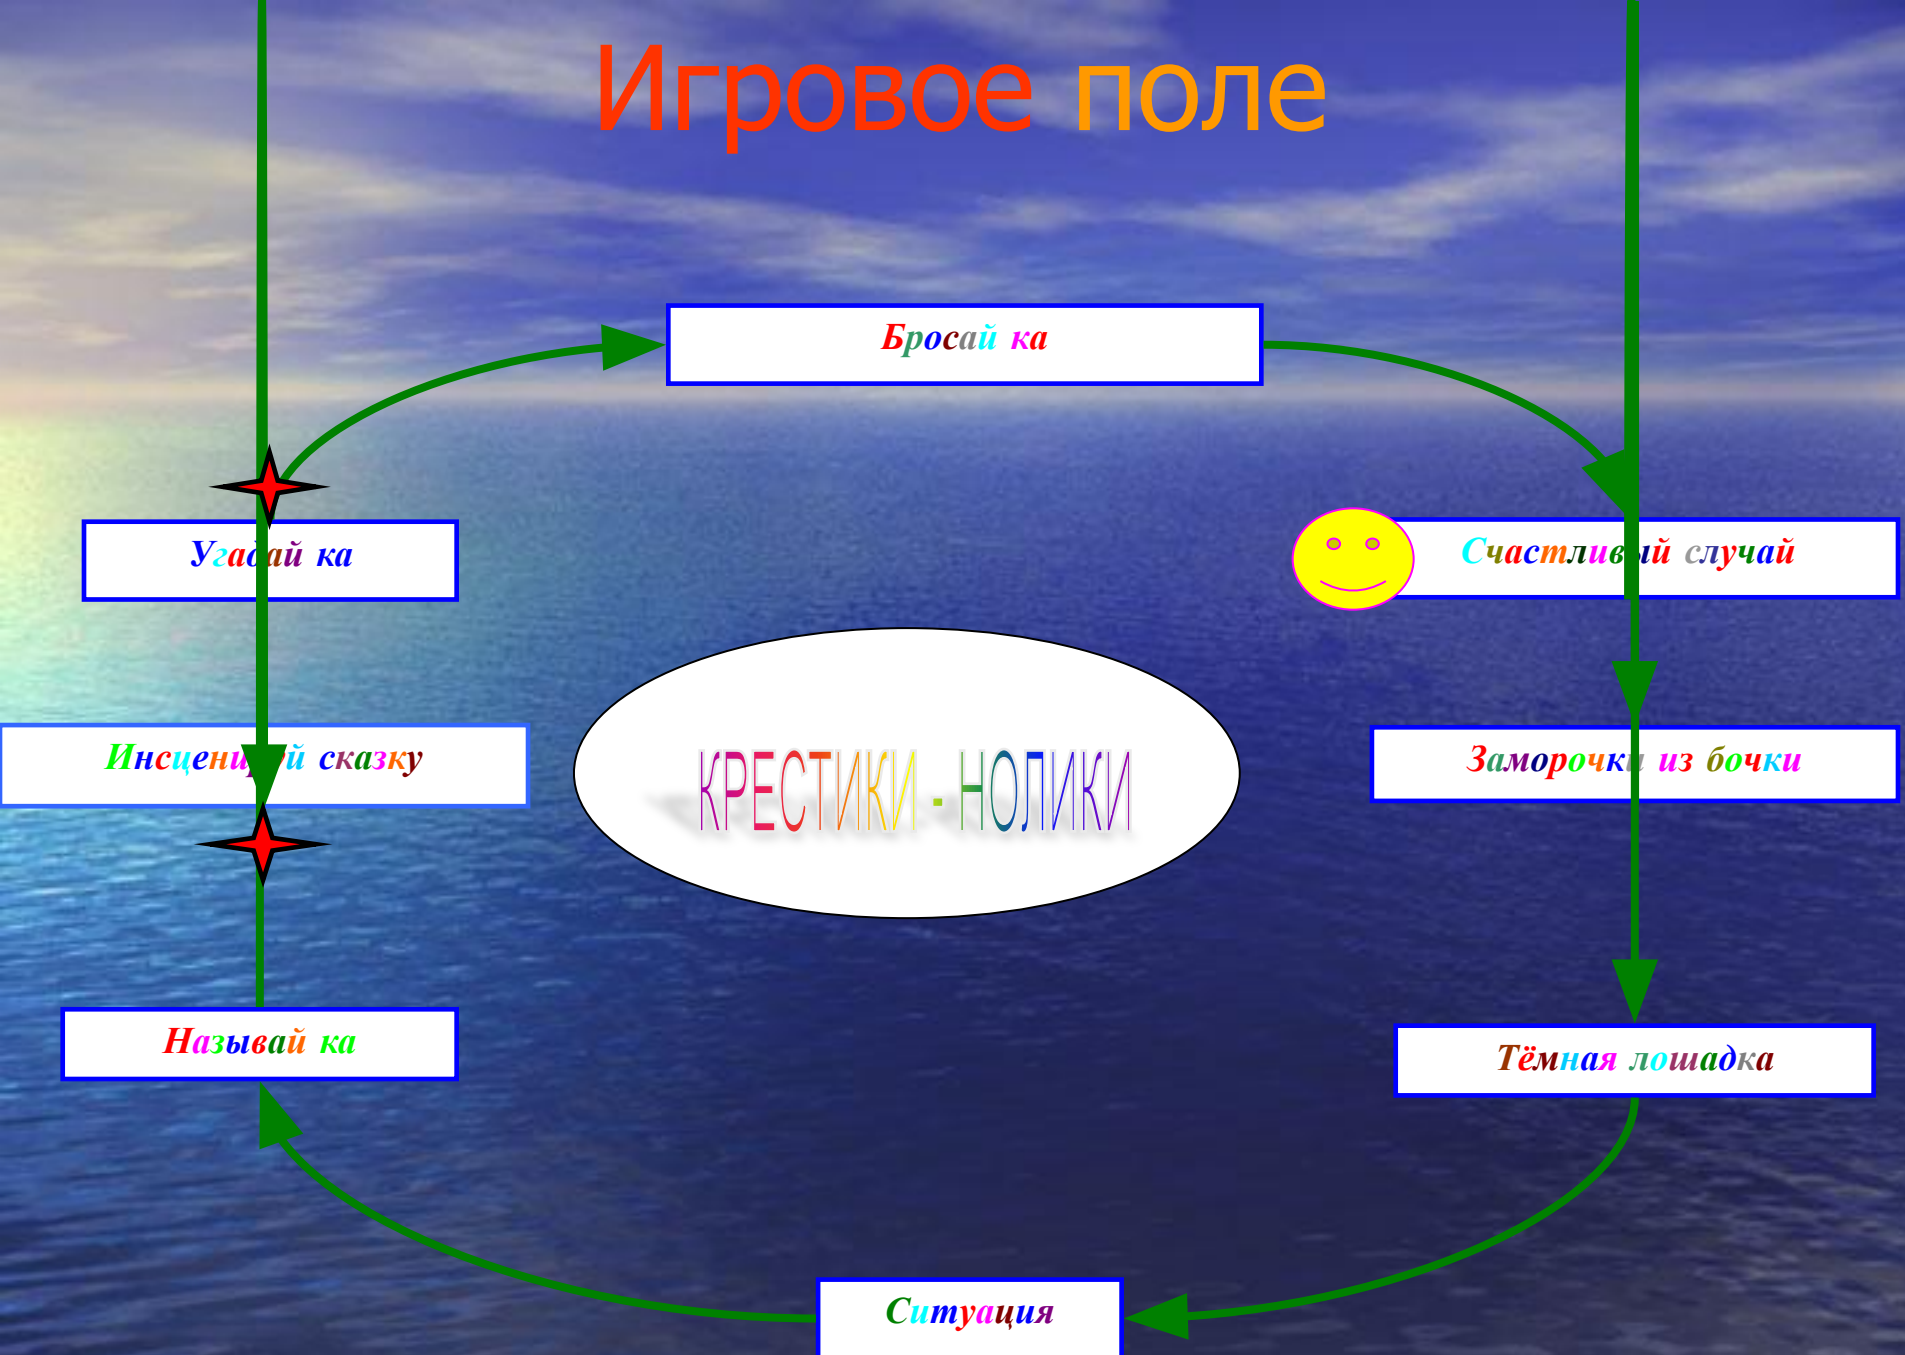 Игровое поле
Бросай ка
Угадай ка
Счастливый случай
Инсценируй сказку
КРЕСТИКИ - НОЛИКИ
Заморочки из бочки
Называй ка
Тёмная лошадка
Ситуация